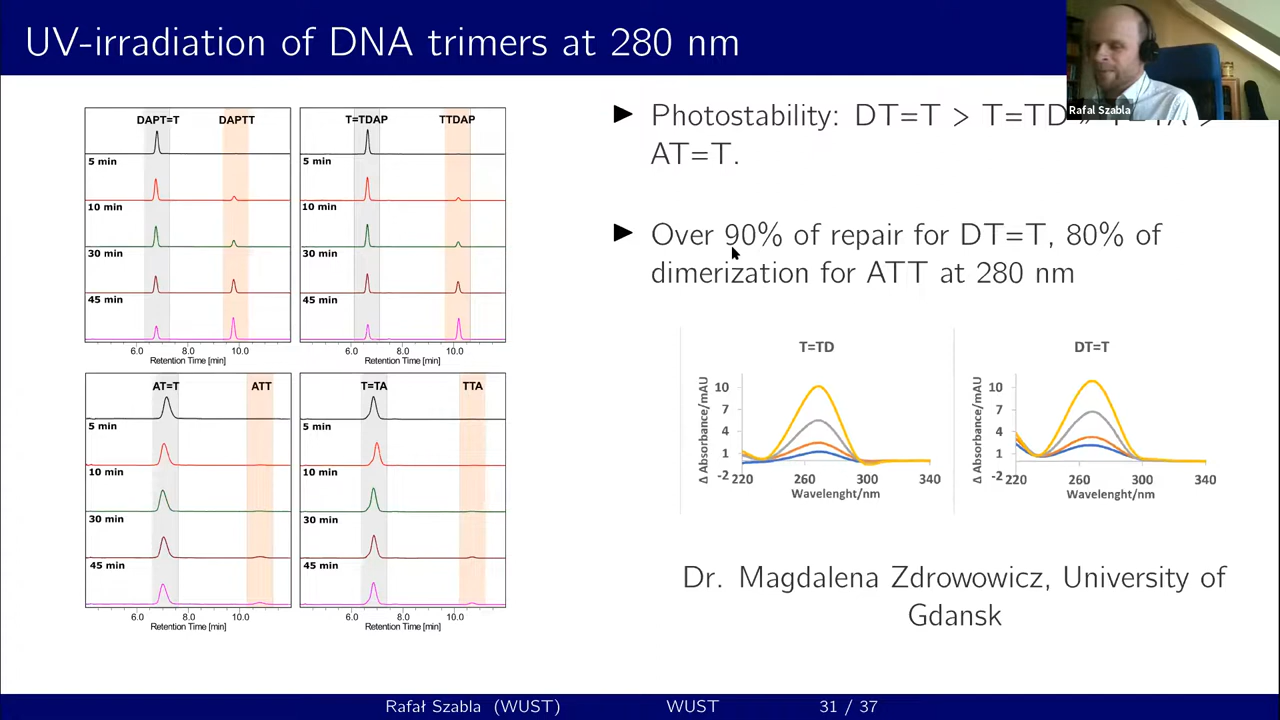 UV-irradiation of DNA trimers at 280 nm
Rafal Szabla
DAPT=T DAPTT
5 min
10 min
30 min
45 min
6.0 8.0 10.0
Retention Time [min]
T=TDAP TTDAP
5 min
10 min
30 min
45 min
6.0 8.0 10.0
Retention Time [min]
AT=T ATT
5 min
10 min
30 min
45 min
6.0 8.0 10.0
Retention Time [min]
T=TA TTA
5 min
10 min
30 min
45 min
6.0 8.0 10.0
Retention Time [min]
Photostability: DT=T > T=TD
AT=T.
Over 90% of repair for DT=T, 80% of
dimerization for ATT at 280 nm
T=TD
Δ Absorbance/mAU
10
7
4
1
-2
220 260 300 340
Wavelenght/nm
DT=T
Δ Absorbance/mAU
10
7
4
1
-2
220 260 300 340
Wavelenght/nm
Dr. Magdalena Zdrowowicz, University of
Gdansk
Rafał Szabla (WUST) WUST 31 / 37